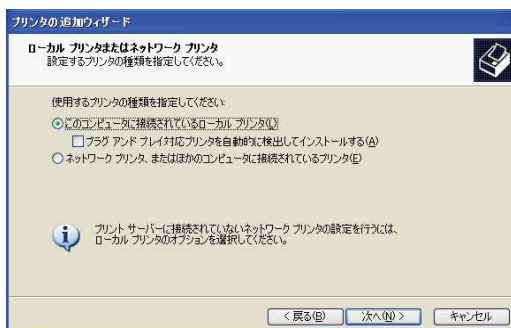 プリンタの追加ウィザード
ローカル プリンタまたはネットワーク プリンタ
設定するプリンタの種類を指定してください。
使用するプリンタの種類を指定してください:
このコンピュータに接続されているローカル プリンタ(L)
プラグ アンド プレイ対応プリンタを自動的に検出してインストールする(A)
ネットワーク プリンタ、またはほかのコンピュータに接続されているプリンタ(E)
プリント サーバーに接続されていないネットワーク プリンタの設定を行うには、
ローカル プリンタのオプションを選択してください。
< 戻る(B) 次へ(N) > キャンセル